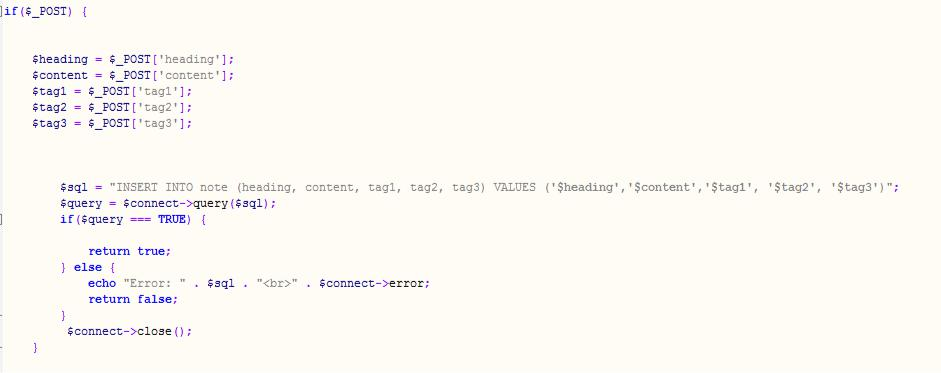 if($_POST) {
$heading = $_POST['heading'];
$content = $_POST['content'];
$tag1 = $_POST['tag1'];
$tag2 = $_POST['tag2'];
$tag3 = $_POST['tag3'];
$sql = "INSERT INTO note (heading, content, tag1, tag2, tag3) VALUES ('$heading','$content','$tag1', '$tag2', '$tag3')";
$query = $connect->query($sql);
if($query === TRUE) {
return true;
} else {
echo "Error: " . $sql . "<br>" . $connect->error;
return false;
}
$connect->close();
}